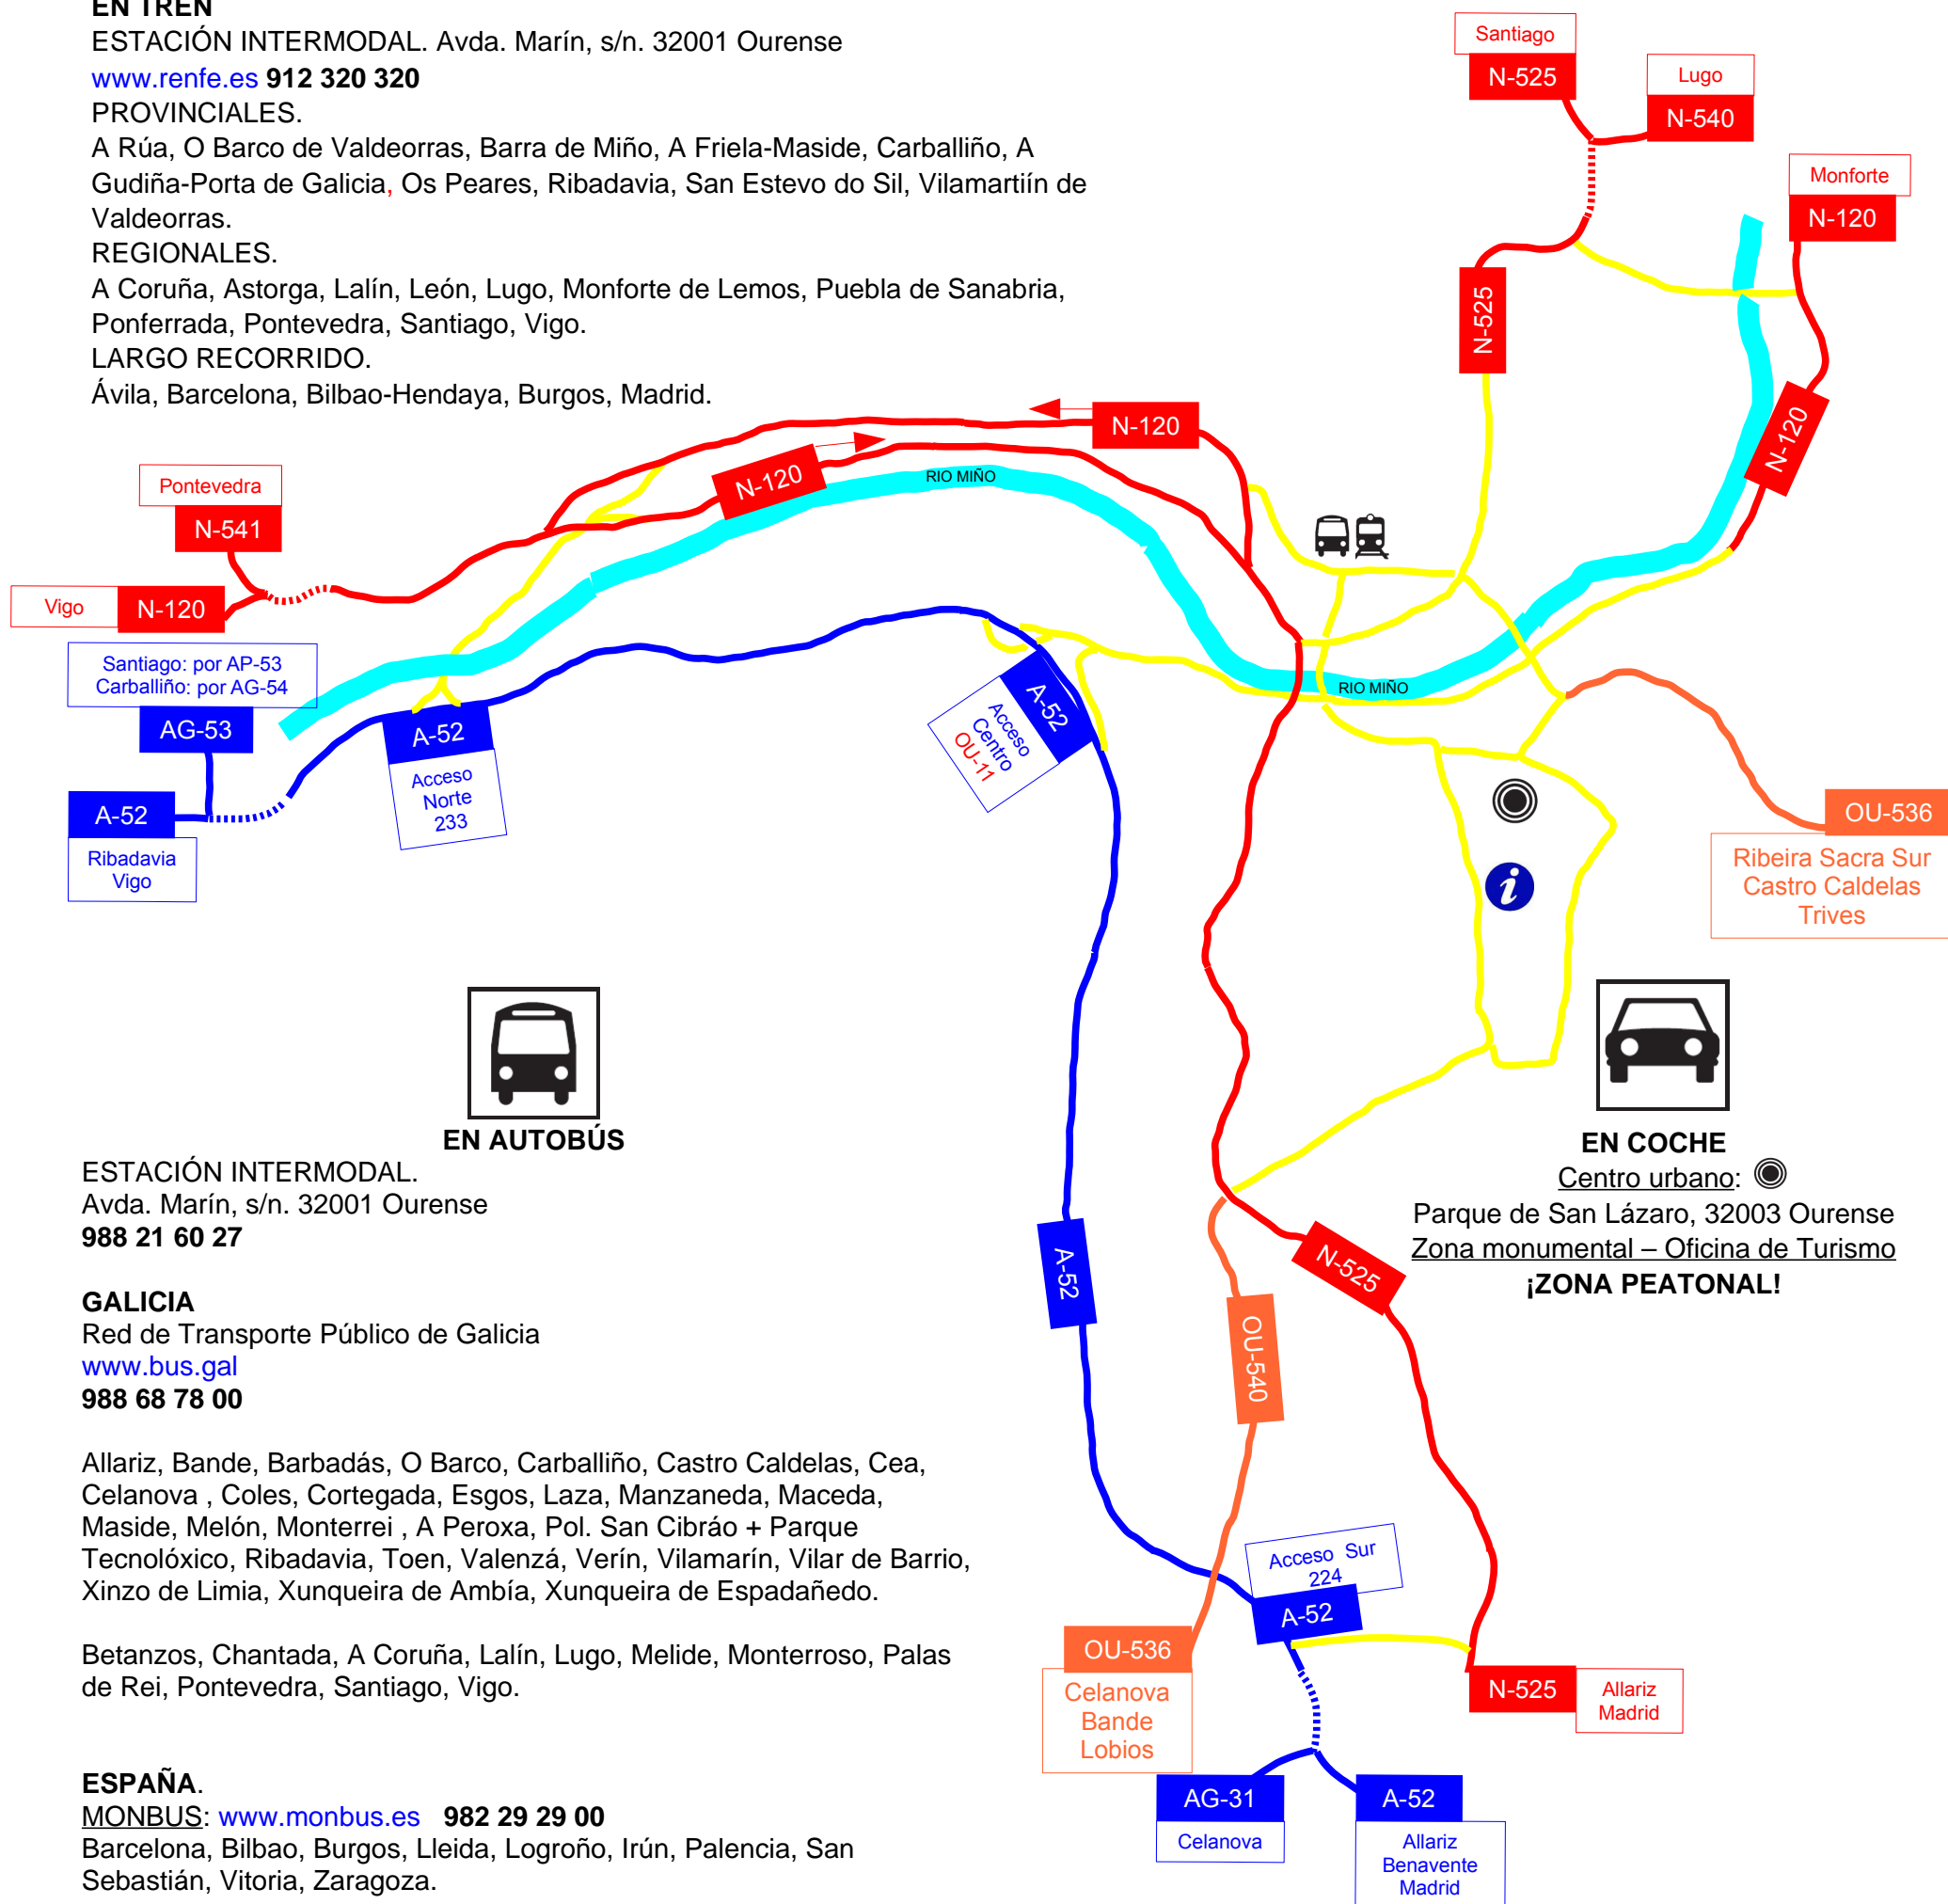 EN TREN
ESTACIÓN INTERMODAL. Avda. Marín, s/n. 32001 Ourense
www.renfe.es 912 320 320
PROVINCIALES.
A Rúa, O Barco de Valdeorras, Barra de Miño, A Friela-Maside, Carballiño, A
Gudiña-Porta de Galicia, Os Peares, Ribadavia, San Estevo do Sil, Vilamartiín de
Valdeorras.
REGIONALES.
A Coruña, Astorga, Lalín, León, Lugo, Monforte de Lemos, Puebla de Sanabria,
Ponferrada, Pontevedra, Santiago, Vigo.
LARGO RECORRIDO.
Ávila, Barcelona, Bilbao-Hendaya, Burgos, Madrid.
Santiago
N-525
Lugo
N-540
Monforte
N-120
N-525
N-120
N-120
N-120
RIO MIÑO
Pontevedra
N-541
Vigo
N-120
Santiago: por AP-53
Carballiño: por AG-54
AG-53
A-52
Ribadavia
Vigo
A-52
Acceso
Norte
233
A-52
Acceso
Centro
OU-11
RIO MIÑO
OU-536
Ribeira Sacra Sur
Castro Caldelas
Trives
EN AUTOBÚS
ESTACIÓN INTERMODAL.
Avda. Marín, s/n. 32001 Ourense
988 21 60 27
GALICIA
Red de Transporte Público de Galicia
www.bus.gal
988 68 78 00
Allariz, Bande, Barbadás, O Barco, Carballiño, Castro Caldelas, Cea,
Celanova , Coles, Cortegada, Esgos, Laza, Manzaneda, Maceda,
Maside, Melón, Monterrei , A Peroxa, Pol. San Cibráo + Parque
Tecnolóxico, Ribadavia, Toen, Valenzá, Verín, Vilamarín, Vilar de Barrio,
Xinzo de Limia, Xunqueira de Ambía, Xunqueira de Espadañedo.
Betanzos, Chantada, A Coruña, Lalín, Lugo, Melide, Monterroso, Palas
de Rei, Pontevedra, Santiago, Vigo.
ESPAÑA.
MONBUS: www.monbus.es 982 29 29 00
Barcelona, Bilbao, Burgos, Lleida, Logroño, Irún, Palencia, San
Sebastián, Vitoria, Zaragoza.
EN COCHE
Centro urbano:
Parque de San Lázaro, 32003 Ourense
Zona monumental – Oficina de Turismo
¡ZONA PEATONAL!
A-52
N-525
OU-540
Acceso Sur
224
A-52
OU-536
Celanova
Bande
Lobios
N-525
Allariz
Madrid
AG-31
Celanova
A-52
Allariz
Benavente
Madrid